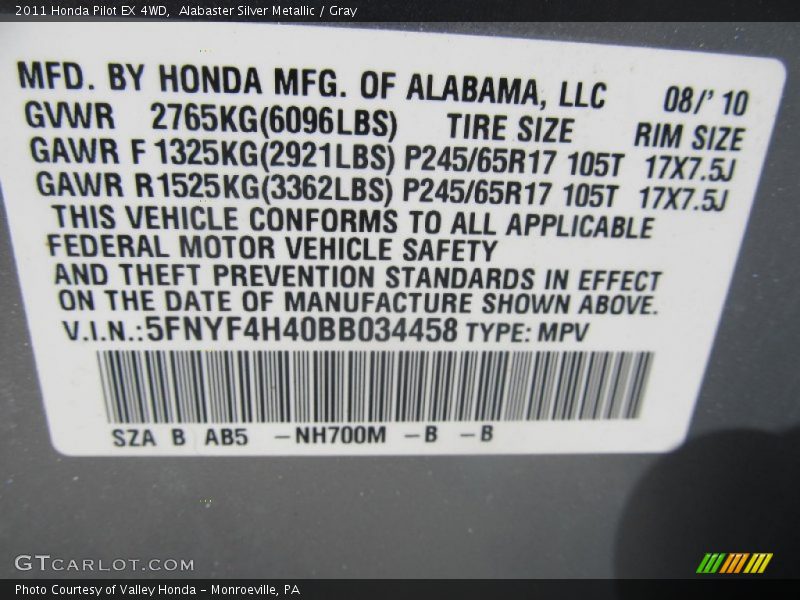 2011 Honda Pilot EX 4WD, Alabaster Silver Metallic / Gray
MFD. BY HONDA MFG. OF ALABAMA, LLC 08/' 10
GVWR 2765KG(6096LBS) TIRE SIZE RIM SIZE
GAWR F 1325KG(2921LBS) P245/65R17 105T 17X7.5J
GAWR R1525KG(3362LBS) P245/65R17 105T 17X7.5J
THIS VEHICLE CONFORMS TO ALL APPLICABLE
FEDERAL MOTOR VEHICLE SAFETY
AND THEFT PREVENTION STANDARDS IN EFFECT
ON THE DATE OF MANUFACTURE SHOWN ABOVE.
V.I.N.:5FNYF4H40BB034458 TYPE: MPV
SZA B AB5 -NH700M -B -B
GTCARLOT.COM
Photo Courtesy of Valley Honda - Monroeville, PA